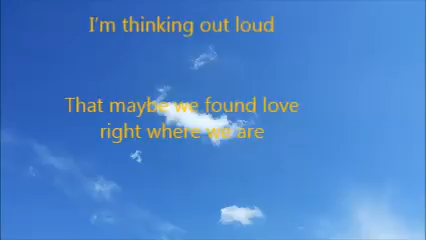 I'm thinking out loud
That maybe we found love
right where we are